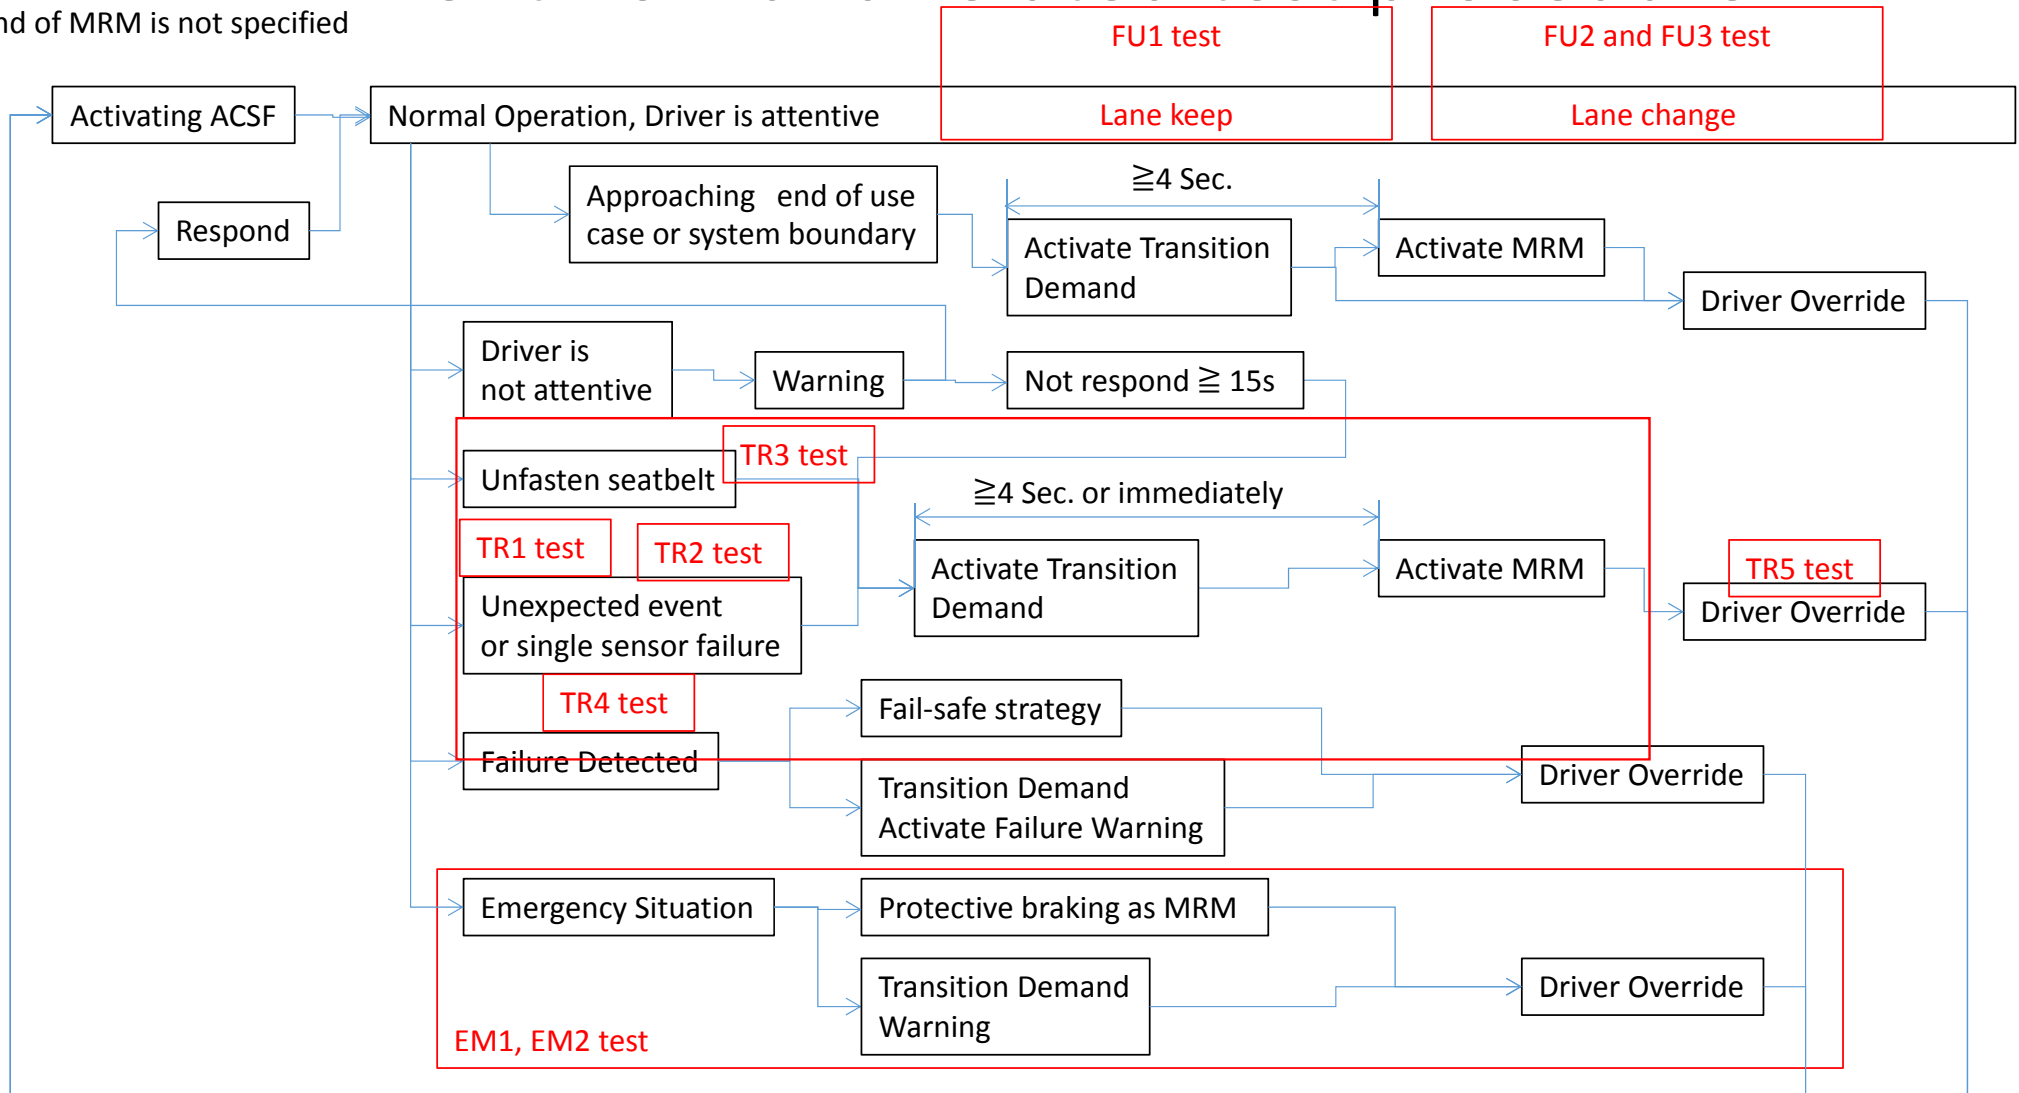 nd of MRM is not specified
FU1 test
FU2 and FU3 test
Activating ACSF
Normal Operation, Driver is attentive
Lane keep
Lane change
Respond
Approaching end of use
case or system boundary
≧4 Sec.
Activate Transition
Demand
Activate MRM
Driver Override
Driver is
not attentive
Warning
Not respond ≧ 15s
Unfasten seatbelt
TR3 test
≧4 Sec. or immediately
TR1 test
TR2 test
Activate Transition
Demand
Activate MRM
TR5 test
Driver Override
Unexpected event
or single sensor failure
TR4 test
Fail-safe strategy
Failure Detected
Transition Demand
Activate Failure Warning
Driver Override
Emergency Situation
Protective braking as MRM
Transition Demand
Warning
Driver Override
EM1, EM2 test